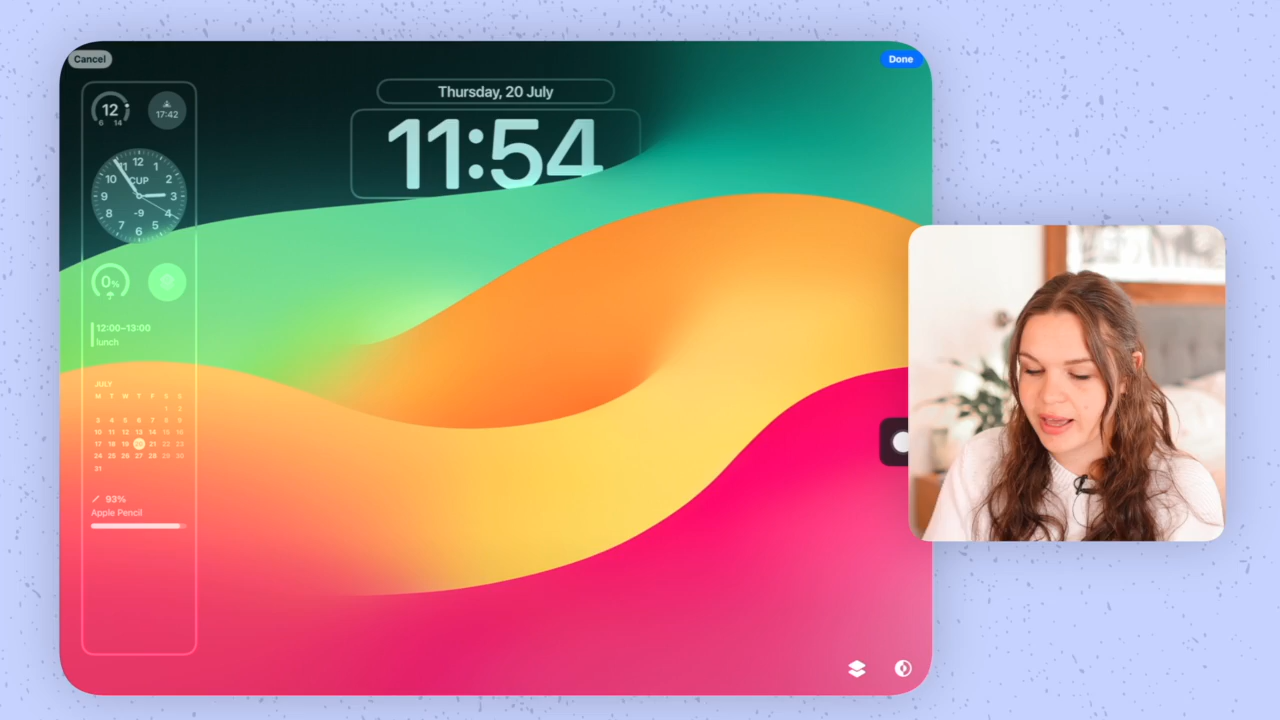 Cancel
Done
Thursday, 20 July
11:54
12
6 14
17:42
12 1 2 3 4 5 6 7 8 9 10 11
CUP
-9
0%
12:00–13:00
lunch
JULY
M T W T F S S
1 2
3 4 5 6 7 8 9
10 11 12 13 14 15 16
17 18 19 20 21 22 23
24 25 26 27 28 29 30
31
93%
Apple Pencil